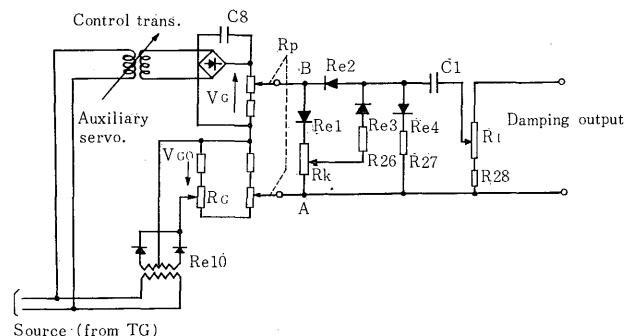 Control trans.
C8
Rp
B
Re2
C1
VG
Auxiliary
servo.
Re1
Re3
Re4
Rt
Damping output
VGO
Rk
R26
R27
R28
RG
A
Re10
Source (from TG)